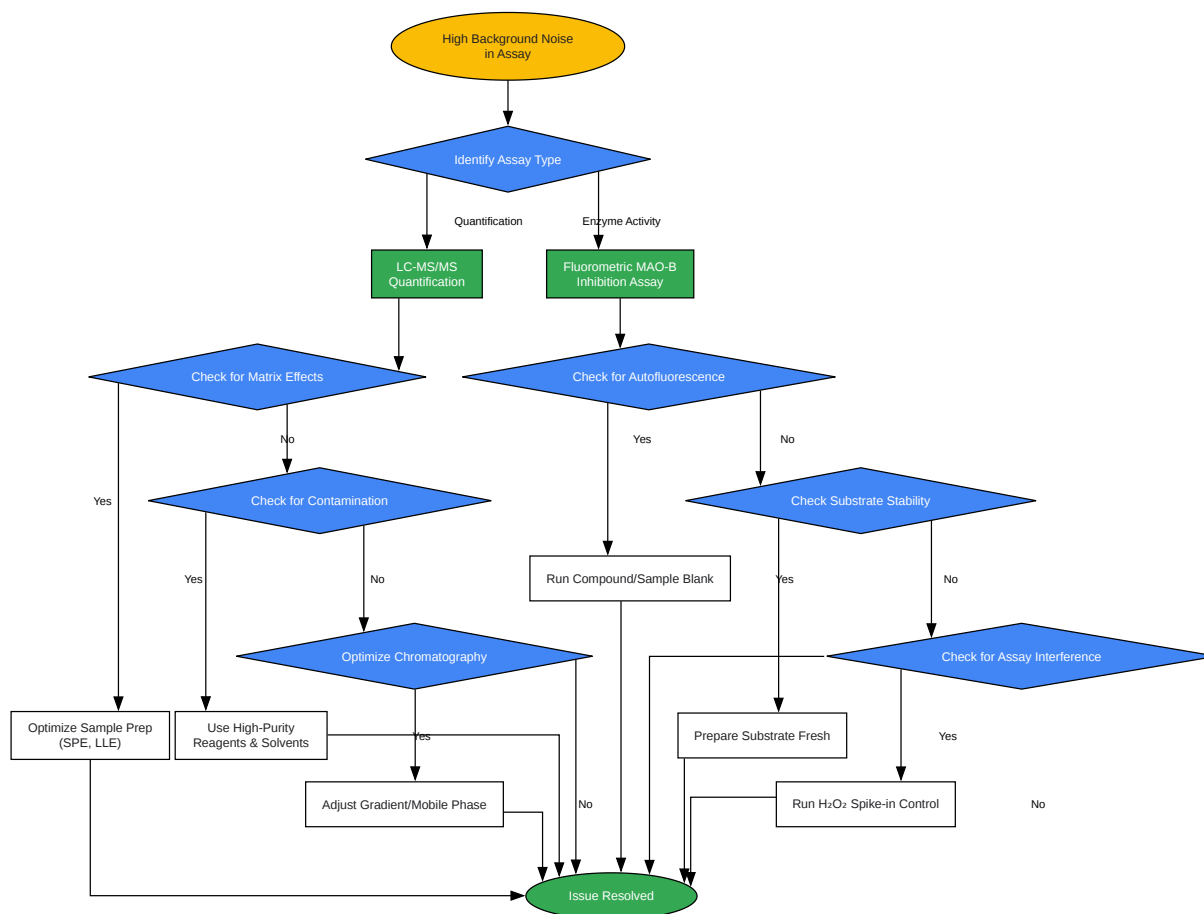 High Background Noise
in Assay
Identify Assay Type
Quantification
Enzyme Activity
LC-MS/MS
Quantification
Fluorometric MAO-B
Inhibition Assay
Check for Matrix Effects
Check for Autofluorescence
No
Yes
No
Yes
Check for Contamination
Check Substrate Stability
Yes
No
Run Compound/Sample Blank
Yes
No
Optimize Chromatography
Check for Assay Interference
Optimize Sample Prep
(SPE, LLE)
Use High-Purity
Reagents & Solvents
Yes
Prepare Substrate Fresh
Yes
Adjust Gradient/Mobile Phase
No
Run H₂O₂ Spike-in Control
No
Issue Resolved